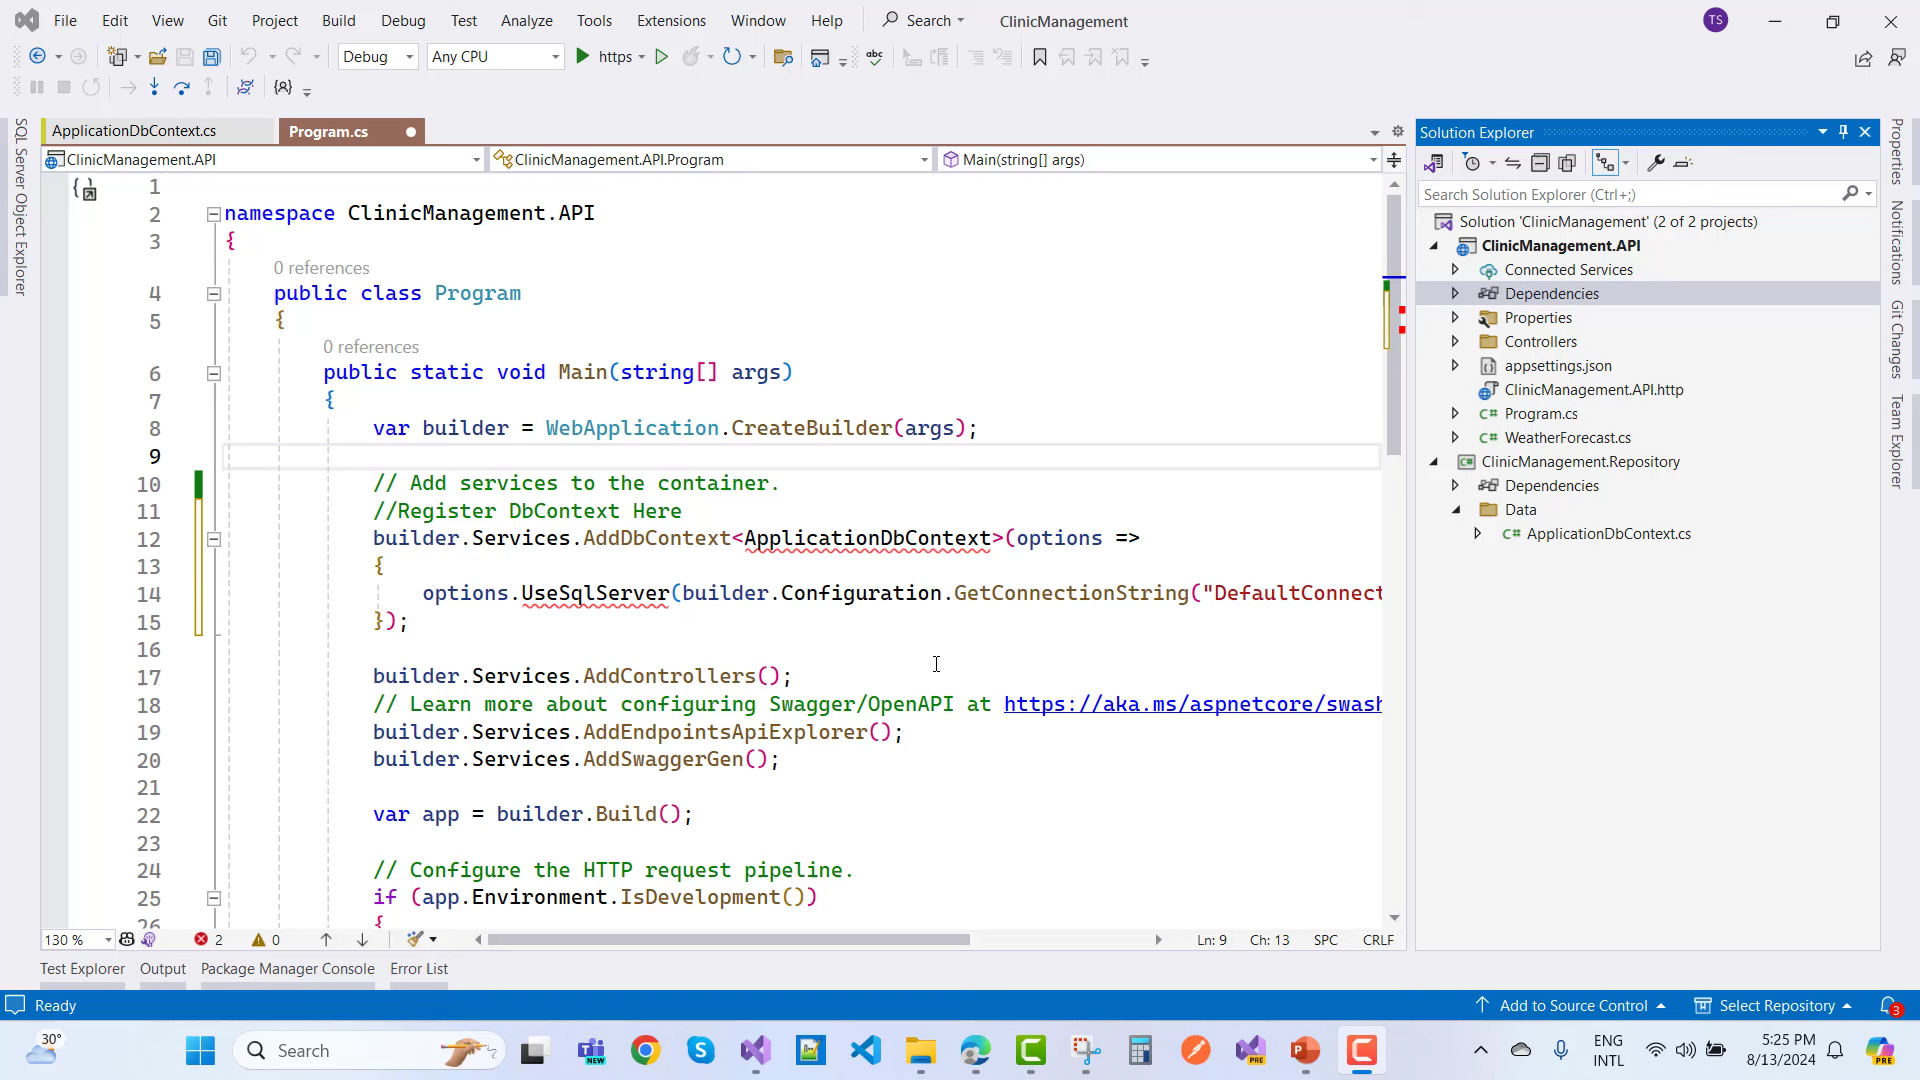 File Edit View Git Project Build Debug Test Analyze Tools Extensions Window Help Search ClinicManagement TS
Debug Any CPU https
ApplicationDbContext.cs Program.cs
ClinicManagement.API ClinicManagement.API.Program Main(string[] args)
SQL Server Object Explorer
1
2 namespace ClinicManagement.API
3 {
0 references
4 public class Program
5 {
0 references
6 public static void Main(string[] args)
7 {
8 var builder = WebApplication.CreateBuilder(args);
9
10 // Add services to the container.
11 //Register DbContext Here
12 builder.Services.AddDbContext<ApplicationDbContext>(options =>
13 {
14 options.UseSqlServer(builder.Configuration.GetConnectionString("DefaultConnect
15 });
16
17 builder.Services.AddControllers();
18 // Learn more about configuring Swagger/OpenAPI at https://aka.ms/aspnetcore/swash
19 builder.Services.AddEndpointsApiExplorer();
20 builder.Services.AddSwaggerGen();
21
22 var app = builder.Build();
23
24 // Configure the HTTP request pipeline.
25 if (app.Environment.IsDevelopment())
26 {
130 % 2 0 Ln: 9 Ch: 13 SPC CRLF
Solution Explorer
Search Solution Explorer (Ctrl+;)
Solution 'ClinicManagement' (2 of 2 projects)
ClinicManagement.API
Connected Services
Dependencies
Properties
Controllers
appsettings.json
ClinicManagement.API.http
C# Program.cs
C# WeatherForecast.cs
ClinicManagement.Repository
Dependencies
Data
C# ApplicationDbContext.cs
Properties
Notifications
Git Changes
Team Explorer
Test Explorer Output Package Manager Console Error List
Ready Add to Source Control Select Repository 3
30° Search NEW PRE ENG INTL 5:25 PM 8/13/2024 PRE